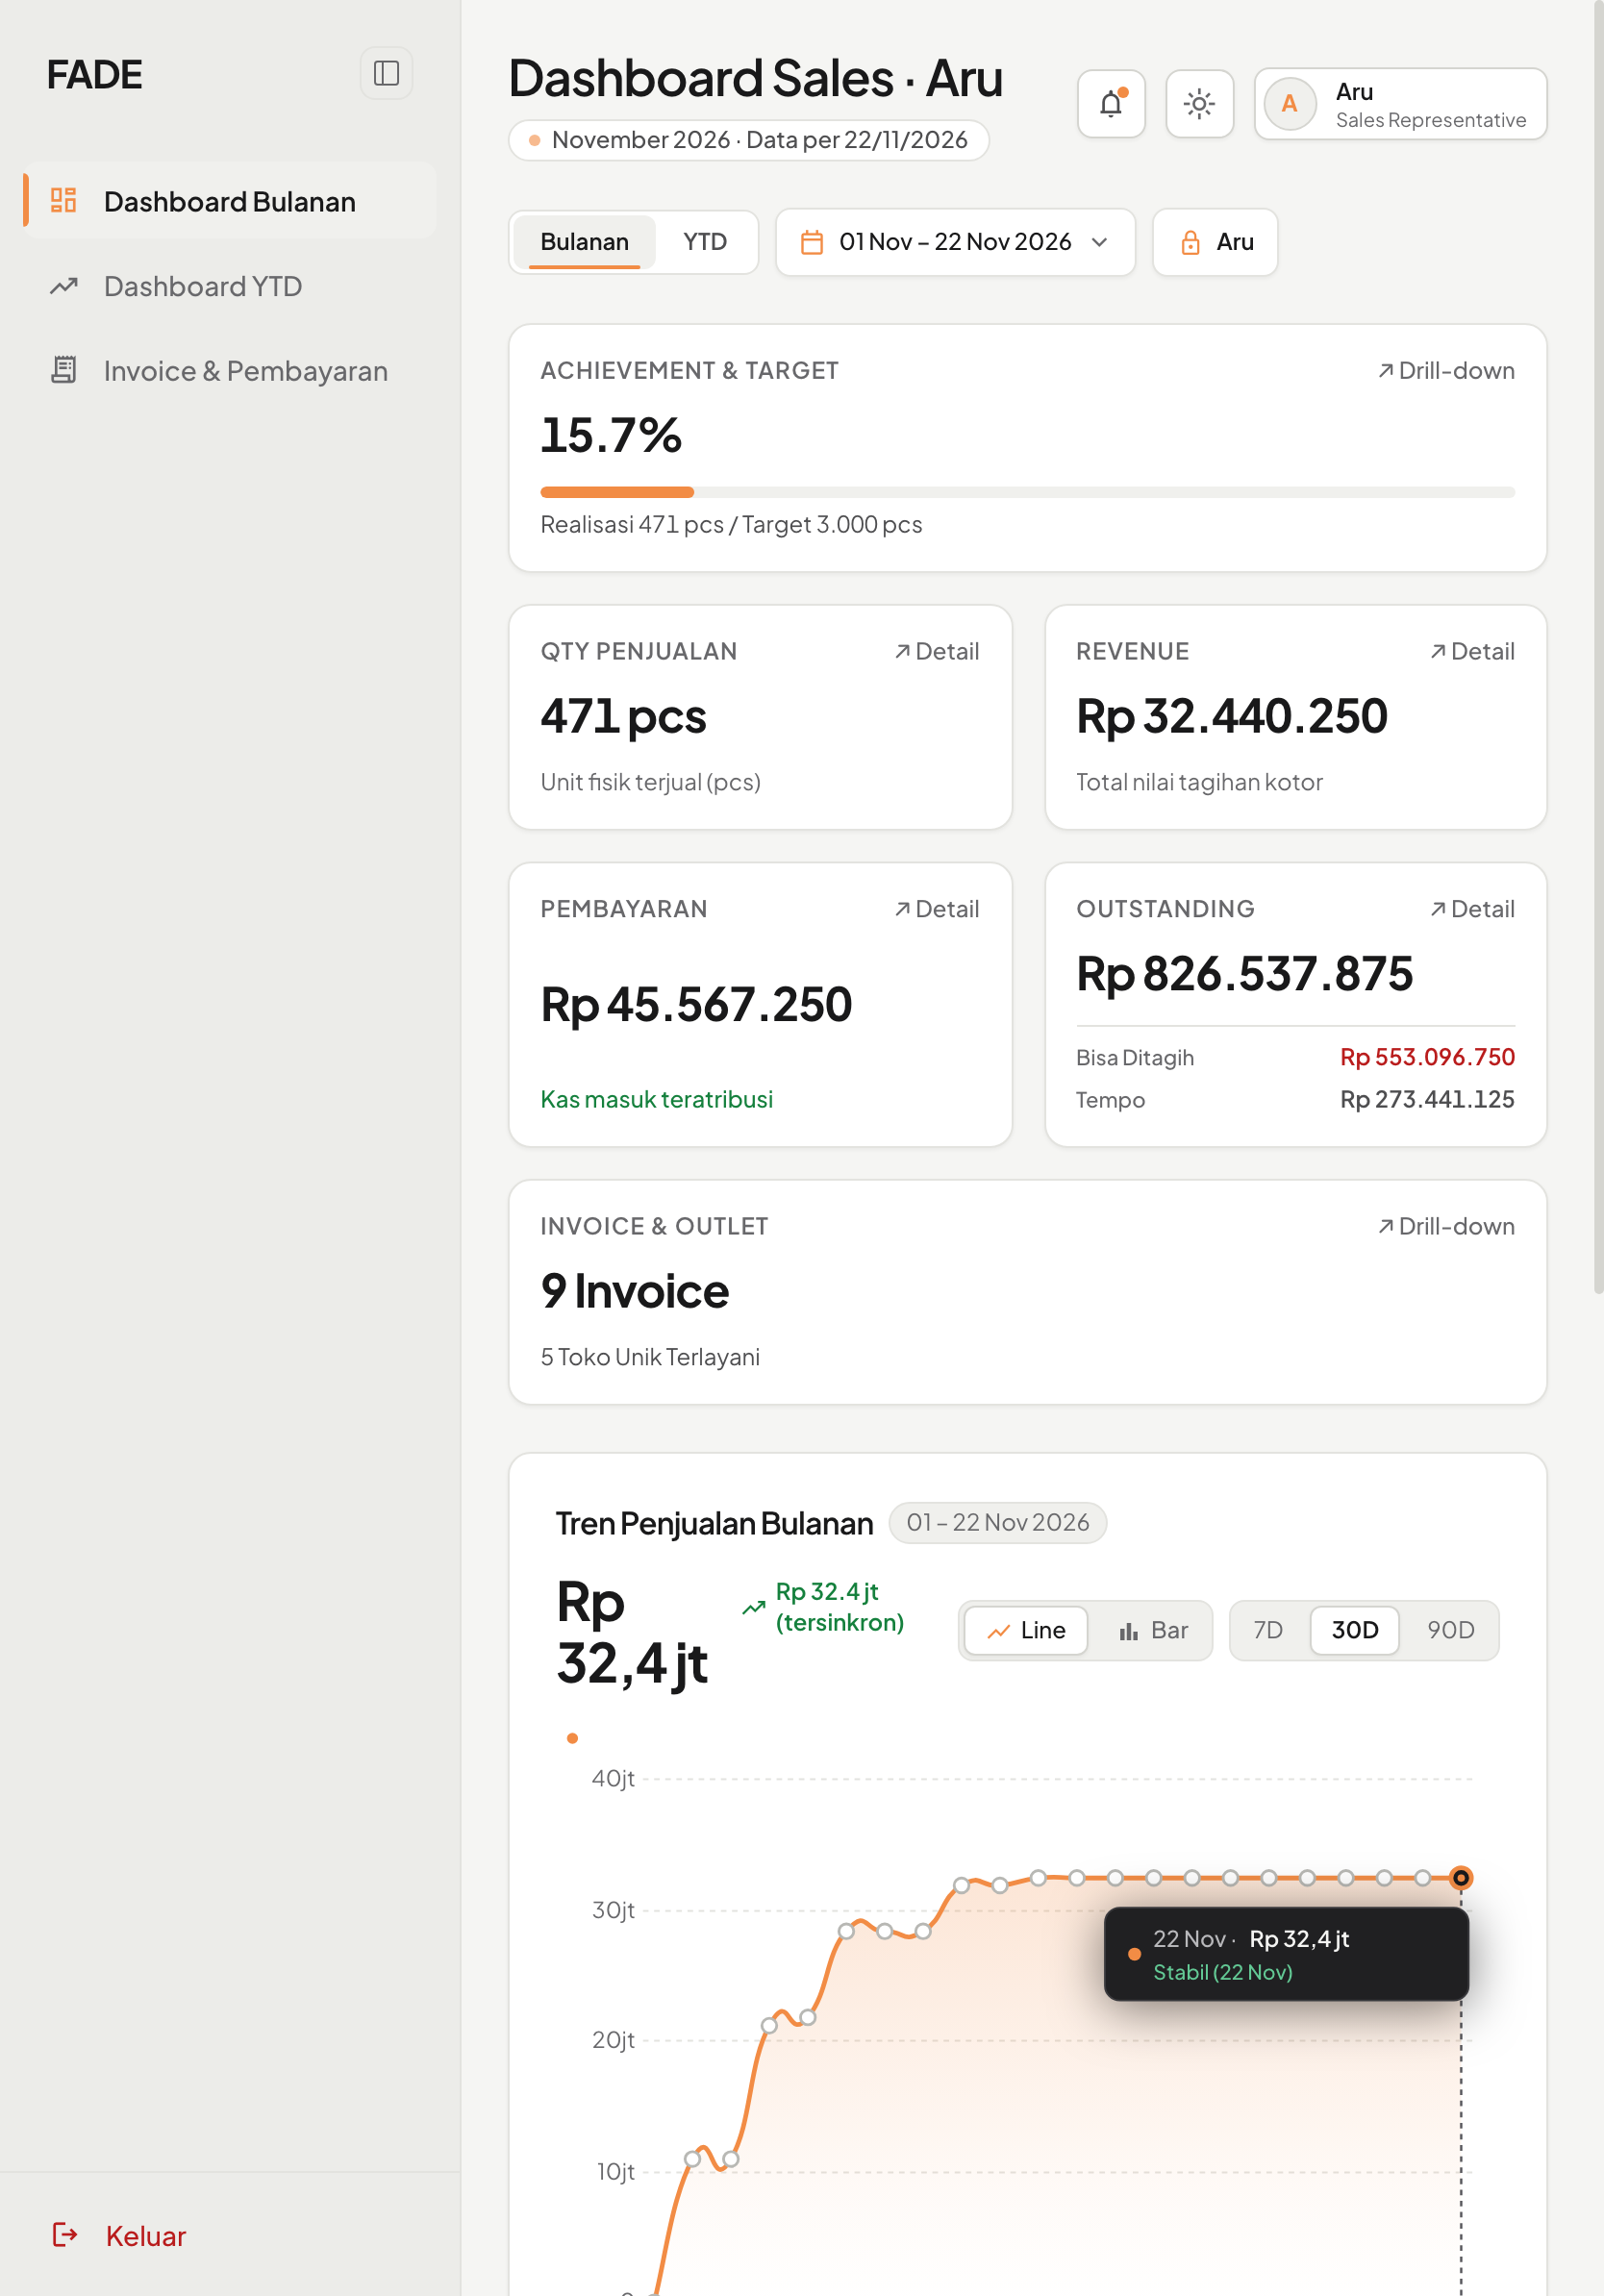 FADE
Dashboard Bulanan
Dashboard YTD
Invoice & Pembayaran
Keluar
Dashboard Sales · Aru
November 2026 · Data per 22/11/2026
A
Aru
Sales Representative
Bulanan
YTD
01 Nov – 22 Nov 2026
Aru
ACHIEVEMENT & TARGET
Drill-down
15.7%
Realisasi 471 pcs / Target 3.000 pcs
QTY PENJUALAN
Detail
471 pcs
Unit fisik terjual (pcs)
REVENUE
Detail
Rp 32.440.250
Total nilai tagihan kotor
PEMBAYARAN
Detail
Rp 45.567.250
Kas masuk teratribusi
OUTSTANDING
Detail
Rp 826.537.875
Bisa Ditagih
Rp 553.096.750
Tempo
Rp 273.441.125
INVOICE & OUTLET
Drill-down
9 Invoice
5 Toko Unik Terlayani
Tren Penjualan Bulanan
01 – 22 Nov 2026
Rp
32,4 jt
Rp 32.4 jt
(tersinkron)
Line
Bar
7D
30D
90D
40jt
30jt
20jt
10jt
22 Nov · Rp 32,4 jt
Stabil (22 Nov)